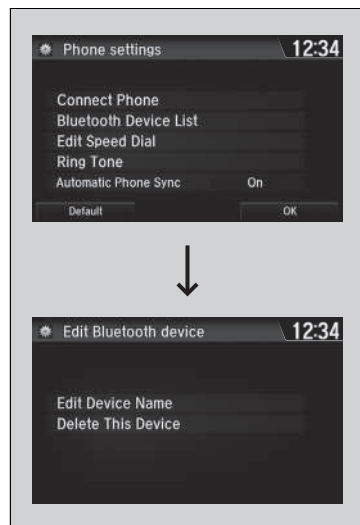 Phone settings 12:34
Connect Phone
Bluetooth Device List
Edit Speed Dial
Ring Tone
Automatic Phone Sync On
Default OK
Edit Bluetooth device 12:34
Edit Device Name
Delete This Device